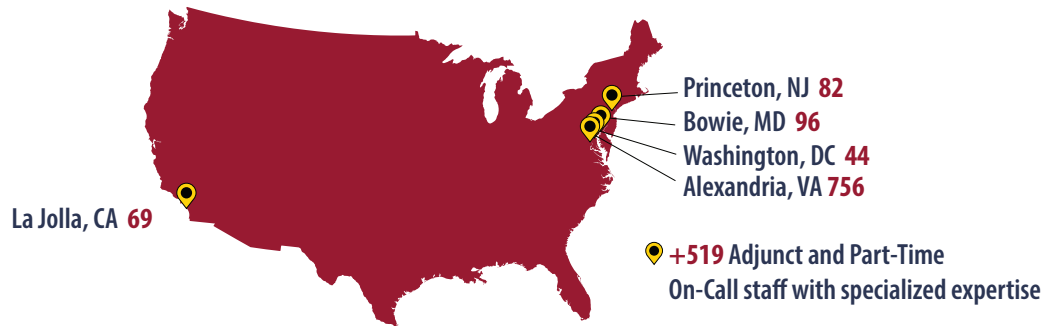 Princeton, NJ 82
Bowie, MD 96
Washington, DC 44
Alexandria, VA 756
La Jolla, CA 69
+519 Adjunct and Part-Time
On-Call staff with specialized expertise